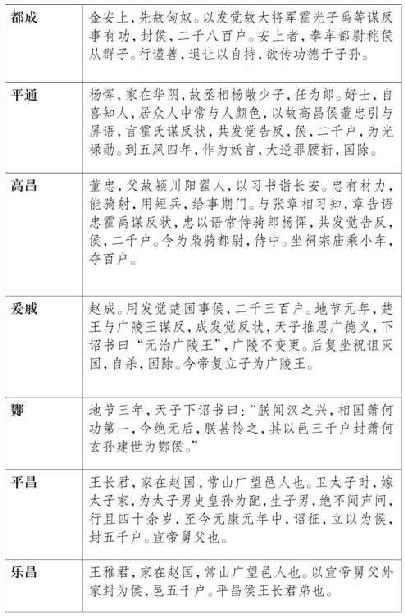 都成
金安上，先故匈奴。以发觉故大将军霍光子禹等谋反
事有功，封侯，二千八百户。安上者，奉车都尉秺侯
从群子。行谨善，退让以自持，欲传功德于子孙。
平通
杨恽，家在华阴，故丞相杨敞少子，任为郎。好士，自
喜知人，居众人中常与人颜色，以故高昌侯董忠引与
屏语，言霍氏谋反状，共发觉告反，侯，二千户，为光
禄勋。到五凤四年，作为妖言，大逆罪腰斩，国除。
高昌
董忠，父故颍川阳翟人，以习书诣长安。忠有材力，
能骑射，用短兵，给事期门。与张章相习知，章告语
忠霍禹谋反状，忠以语常侍骑郎杨恽，共发觉告反，
侯，二千户。今为枭骑都尉，侍中。坐祠宗庙乘小车，
夺百户。
爰戚
赵成。用发觉楚国事侯，二千三百户。地节元年，楚
王与广陵王谋反，成发觉反状，天子推恩广德义，下
诏书曰“无治广陵王”，广陵不变更。后复坐祝诅灭
国，自杀，国除。今帝复立子为广陵王。
酂
地节三年，天子下诏书曰：“朕闻汉之兴，相国萧何
功第一，今绝无后，朕甚怜之，其以邑三千户封萧何
玄孙建世为酂侯。”
平昌
王长君，家在赵国，常山广望邑人也。卫太子时，嫁
太子家，为太子男史皇孙为配，生子男，绝不闻声问，
行且四十余岁，至今元康元年中，诏征，立以为侯，
封五千户。宣帝舅父也。
乐昌
王稚君，家在赵国，常山广望邑人也。以宣帝舅父外
家封为侯，邑五千户。平昌侯王长君弟也。